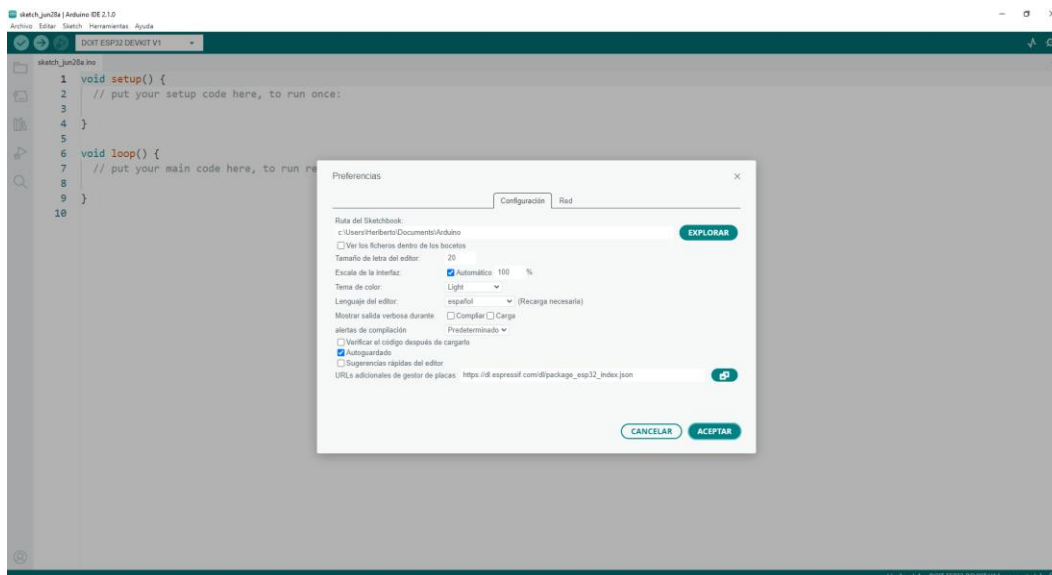 sketch_jun28a | Arduino IDE 2.1.0
Archivo Editar Sketch Herramientas Ayuda
DOIT ESP32 DEVKIT V1
sketch_jun28a.ino
1 void setup() {
2 // put your setup code here, to run once:
3
4 }
5
6 void loop() {
7 // put your main code here, to run re
8
9 }
10
Preferencias
Configuración Red
Ruta del Sketchbook:
c:\Users\Heriberto\Documents\Arduino EXPLORAR
Ver los ficheros dentro de los bocetos
Tamaño de letra del editor: 20
Escala de la interfaz: Automático 100 %
Tema de color: Light
Lenguaje del editor: español (Recarga necesaria)
Mostrar salida verbosa durante Compilar Carga
alertas de compilación Predeterminado
Verificar el código después de cargarlo
Autoguardado
Sugerencias rápidas del editor
URLs adicionales de gestor de placas: https://dl.espressif.com/dl/package_esp32_index.json
CANCELAR ACEPTAR